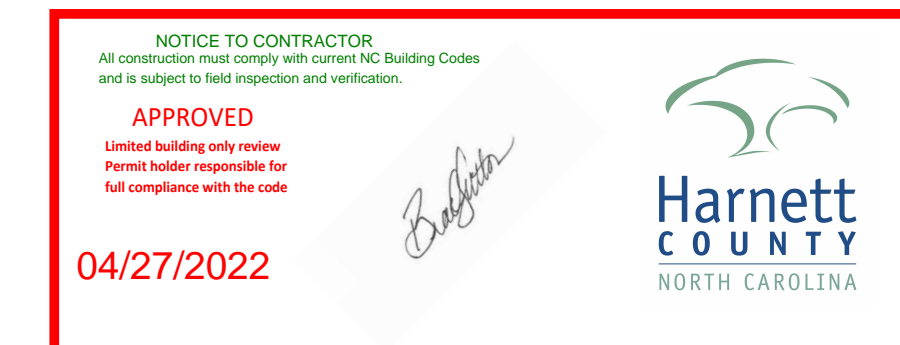 NOTICE TO CONTRACTOR
All construction must comply with current NC Building Codes
and is subject to field inspection and verification.
APPROVED
Limited building only review
Permit holder responsible for
full compliance with the code
04/27/2022
Harnett
COUNTY
NORTH CAROLINA